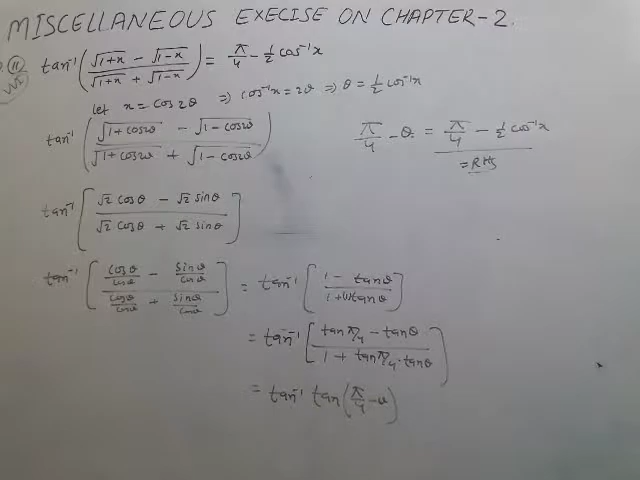 MISCELLANEOUS EXECISE ON CHAPTER-2.
⑪ tan⁻¹(√1+x − √1−x / √1+x + √1−x) = π/4 − 1/2 cos⁻¹x
let x = cos2θ ⇒ cos⁻¹x = 2θ ⇒ θ = 1/2 cos⁻¹x
tan⁻¹(√1+cos2θ − √1−cos2θ / √1+cos2θ + √1−cos2θ)
π/4 − θ = π/4 − 1/2 cos⁻¹x
= RHS
tan⁻¹[√2 cosθ − √2 sinθ / √2 cosθ + √2 sinθ]
tan⁻¹[cosθ/cosθ − sinθ/cosθ / cosθ/cosθ + sinθ/cosθ] = tan⁻¹[1 − tanθ / 1 + tanθ]
= tan⁻¹[tan π/4 − tanθ / 1 + tan π/4 · tanθ]
= tan⁻¹ tan(π/4 − θ)